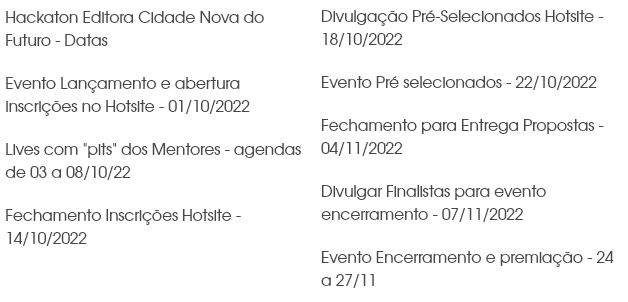 Hackaton Editora Cidade Nova do
Futuro - Datas
Evento Lançamento e abertura
inscrições no Hotsite - 01/10/2022
Lives com "pits" dos Mentores - agendas
de 03 a 08/10/22
Fechamento Inscrições Hotsite -
14/10/2022
Divulgação Pré-Selecionados Hotsite -
18/10/2022
Evento Pré selecionados - 22/10/2022
Fechamento para Entrega Propostas -
04/11/2022
Divulgar Finalistas para evento
encerramento - 07/11/2022
Evento Encerramento e premiação - 24
a 27/11